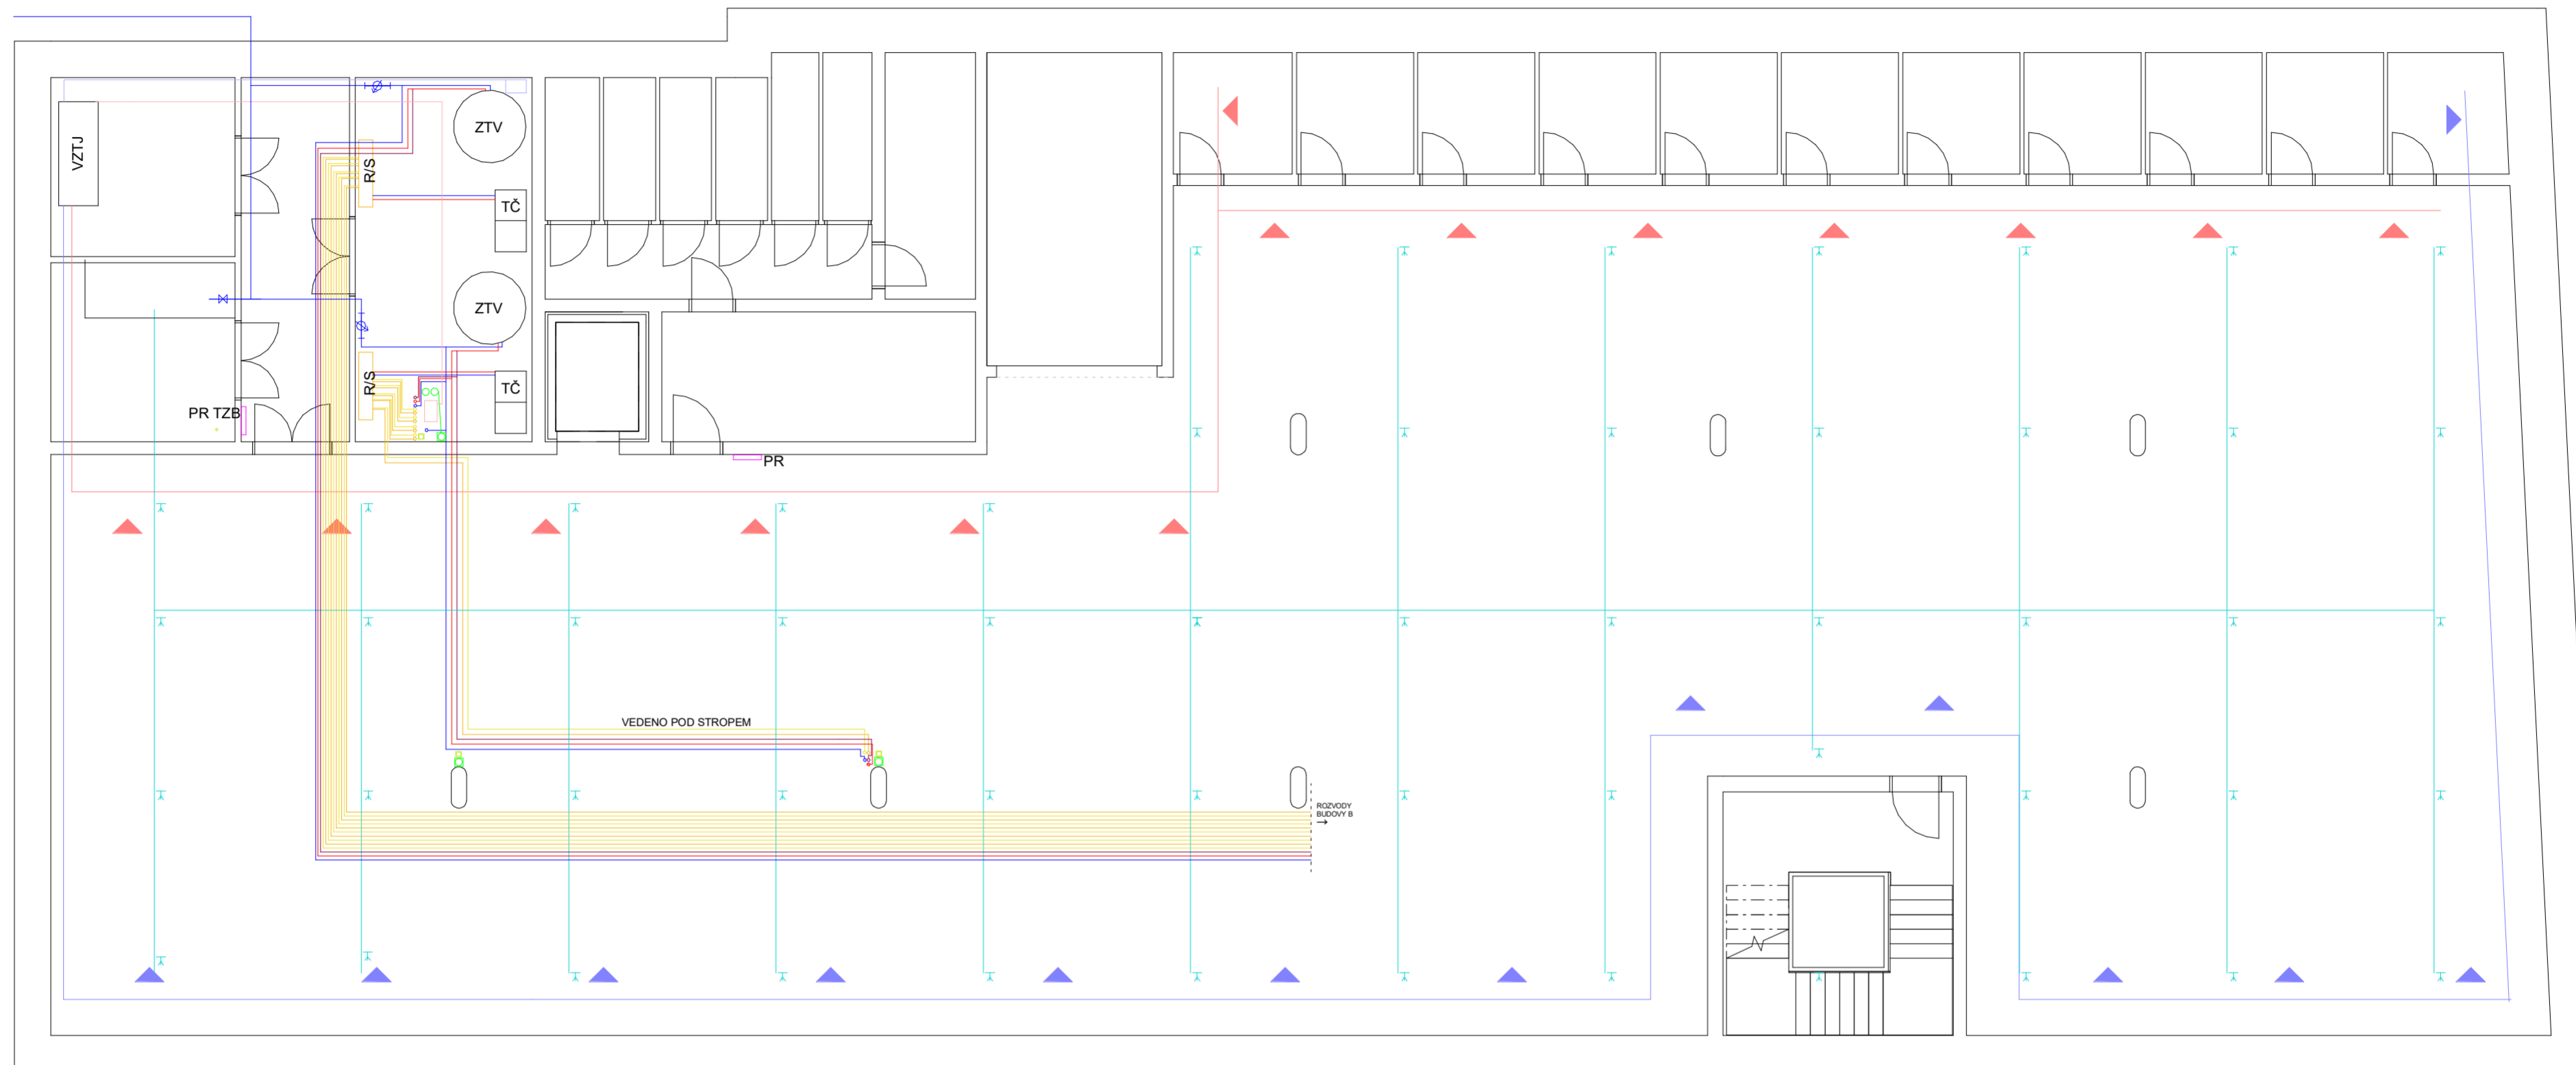 ZTV
VZTJ
R/S
TČ
ZTV
R/S
TČ
PR TZB
PR
VEDENO POD STROPEM
ROZVODY
BUDOVY B